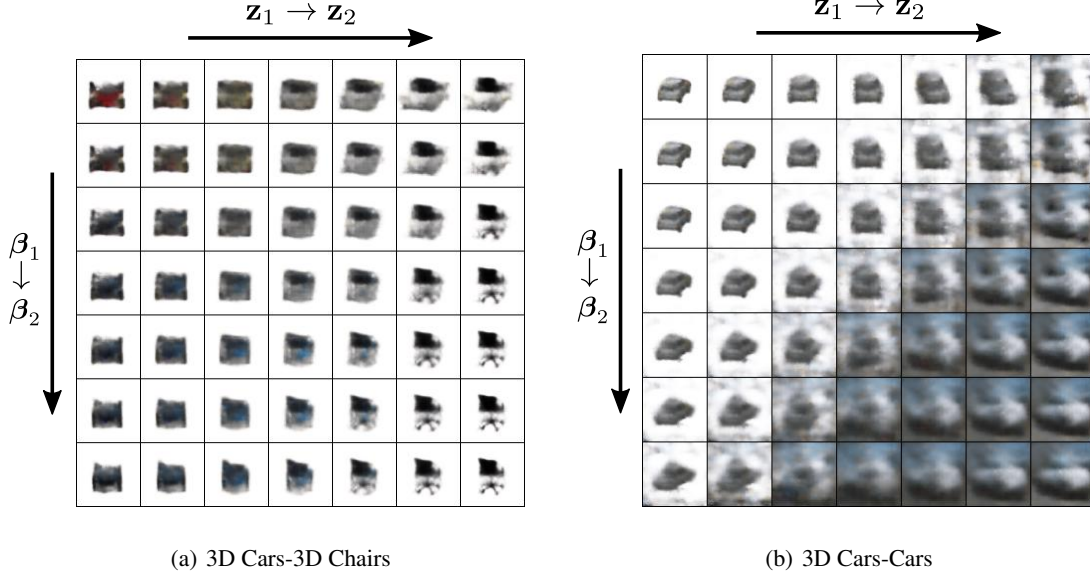 z₁ → z₂
β₁
↓
β₂
(a) 3D Cars-3D Chairs
z₁ → z₂
β₁
↓
β₂
(b) 3D Cars-Cars